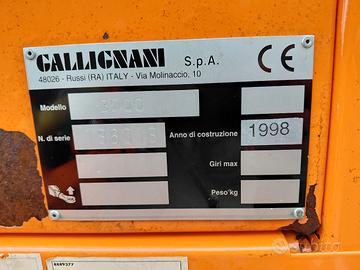 GALLIGNANI S.p.A. CE
48026 - Russi (RA) ITALY - Via Molinaccio, 10
Modello
N. di serie
Anno di costruzione 1998
Giri max
Peso kg
subito